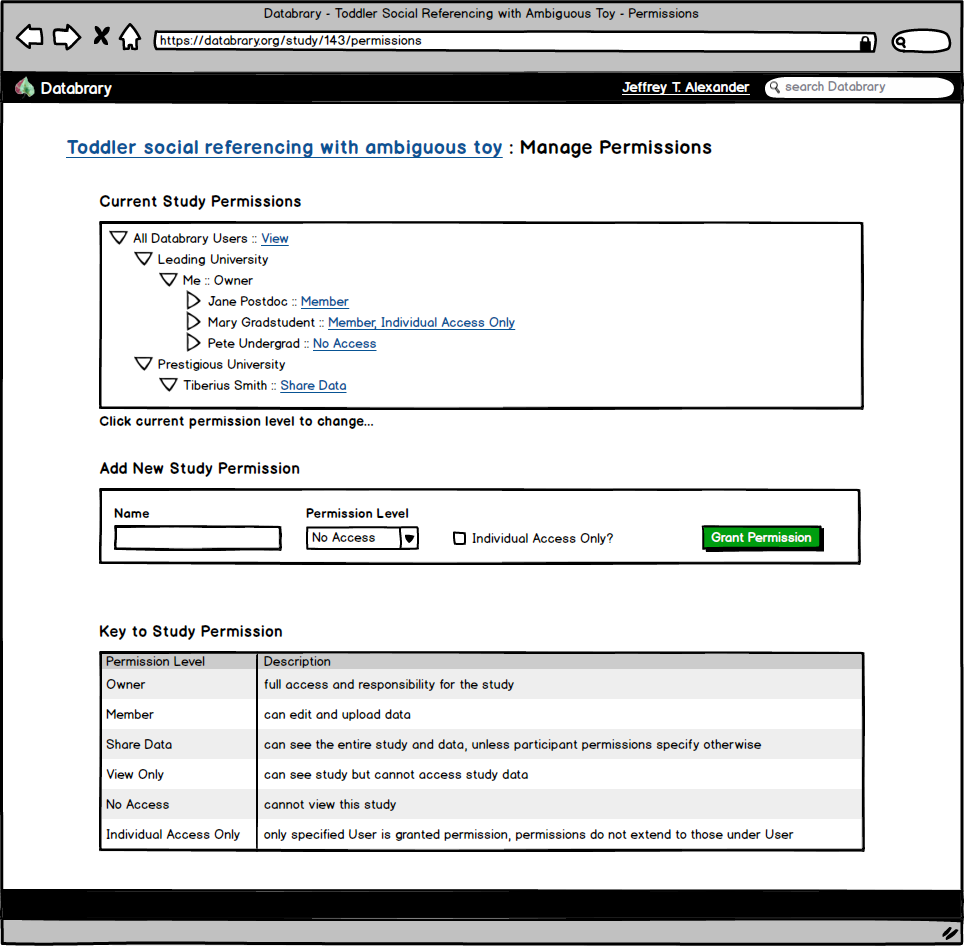 Databrary - Toddler Social Referencing with Ambiguous Toy - Permissions
https://databrary.org/study/143/permissions
Databrary
Jeffrey T. Alexander
search Databrary
Toddler social referencing with ambiguous toy : Manage Permissions
Current Study Permissions
All Databrary Users :: View
Leading University
Me :: Owner
Jane Postdoc :: Member
Mary Gradstudent :: Member, Individual Access Only
Pete Undergrad :: No Access
Prestigious University
Tiberius Smith :: Share Data
Click current permission level to change...
Add New Study Permission
Name Permission Level
No Access Individual Access Only? Grant Permission
Key to Study Permission
Permission Level Description
Owner full access and responsibility for the study
Member can edit and upload data
Share Data can see the entire study and data, unless participant permissions specify otherwise
View Only can see study but cannot access study data
No Access cannot view this study
Individual Access Only only specified User is granted permission, permissions do not extend to those under User